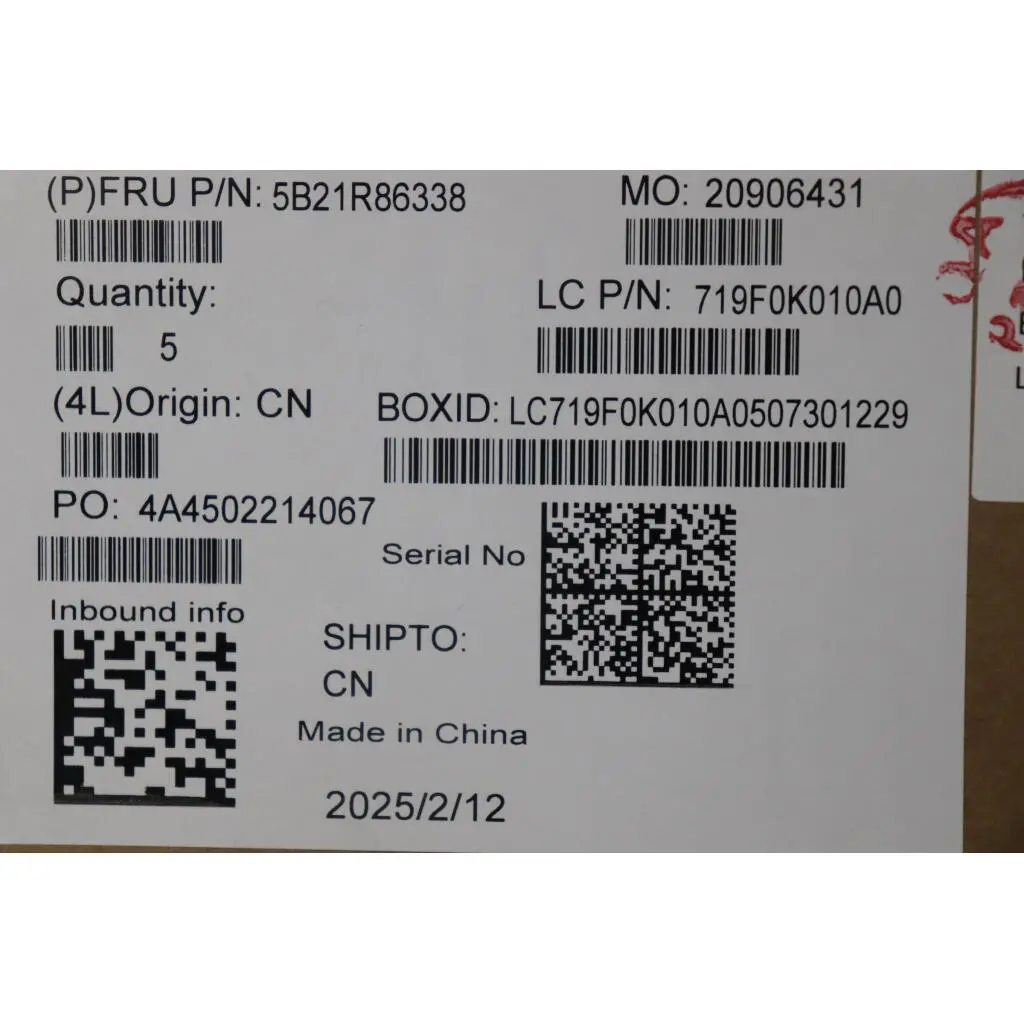 (P)FRU P/N: 5B21R86338
MO: 20906431
Quantity:
5
LC P/N: 719F0K010A0
(4L)Origin: CN
BOXID: LC719F0K010A0507301229
PO: 4A4502214067
Serial No
Inbound info
SHIPTO:
CN
Made in China
2025/2/12